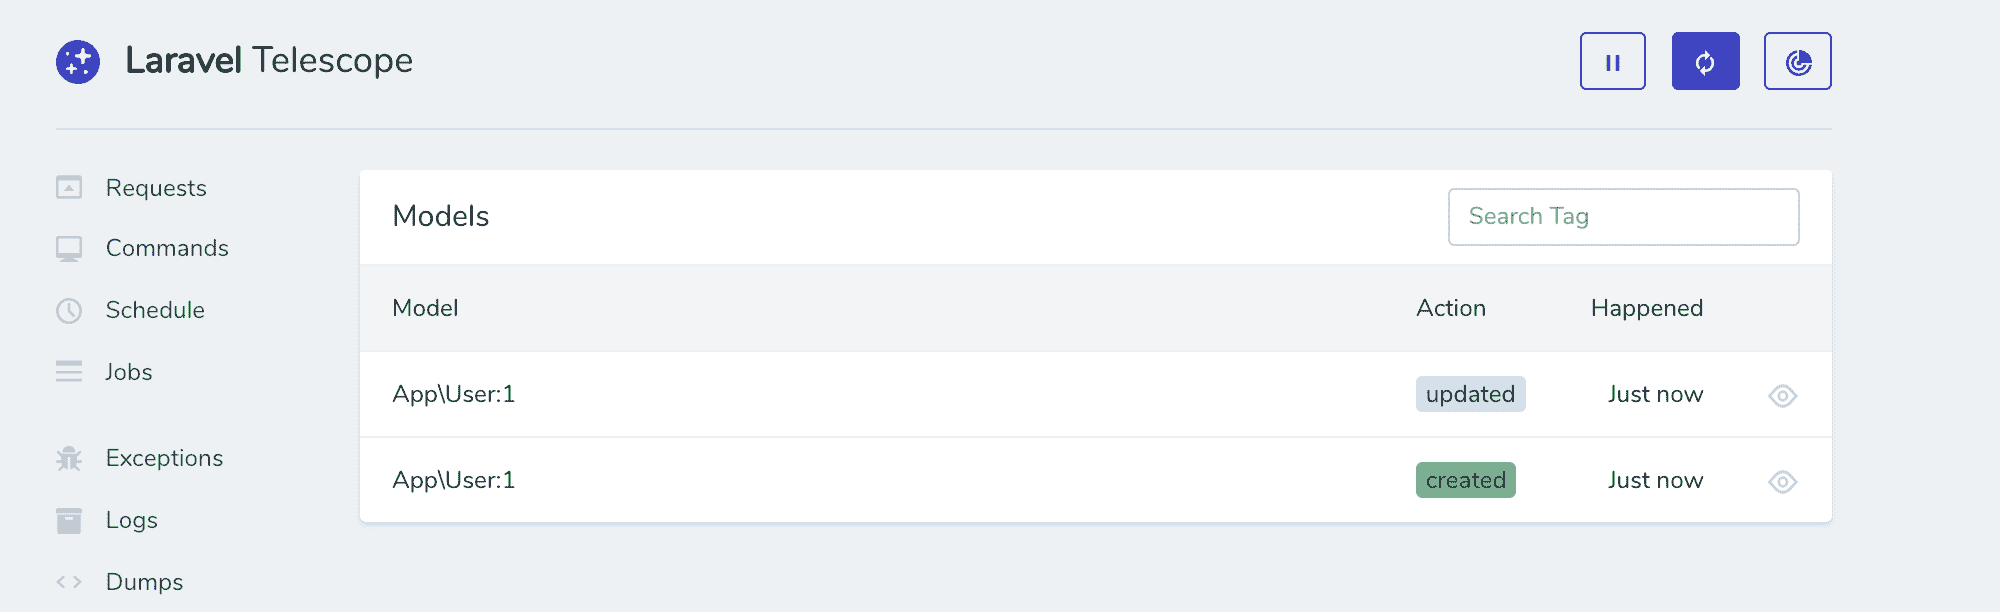 Laravel Telescope
Requests
Commands
Schedule
Jobs
Exceptions
Logs
Dumps
Models
Search Tag
Model Action Happened
App\User:1 updated Just now
App\User:1 created Just now